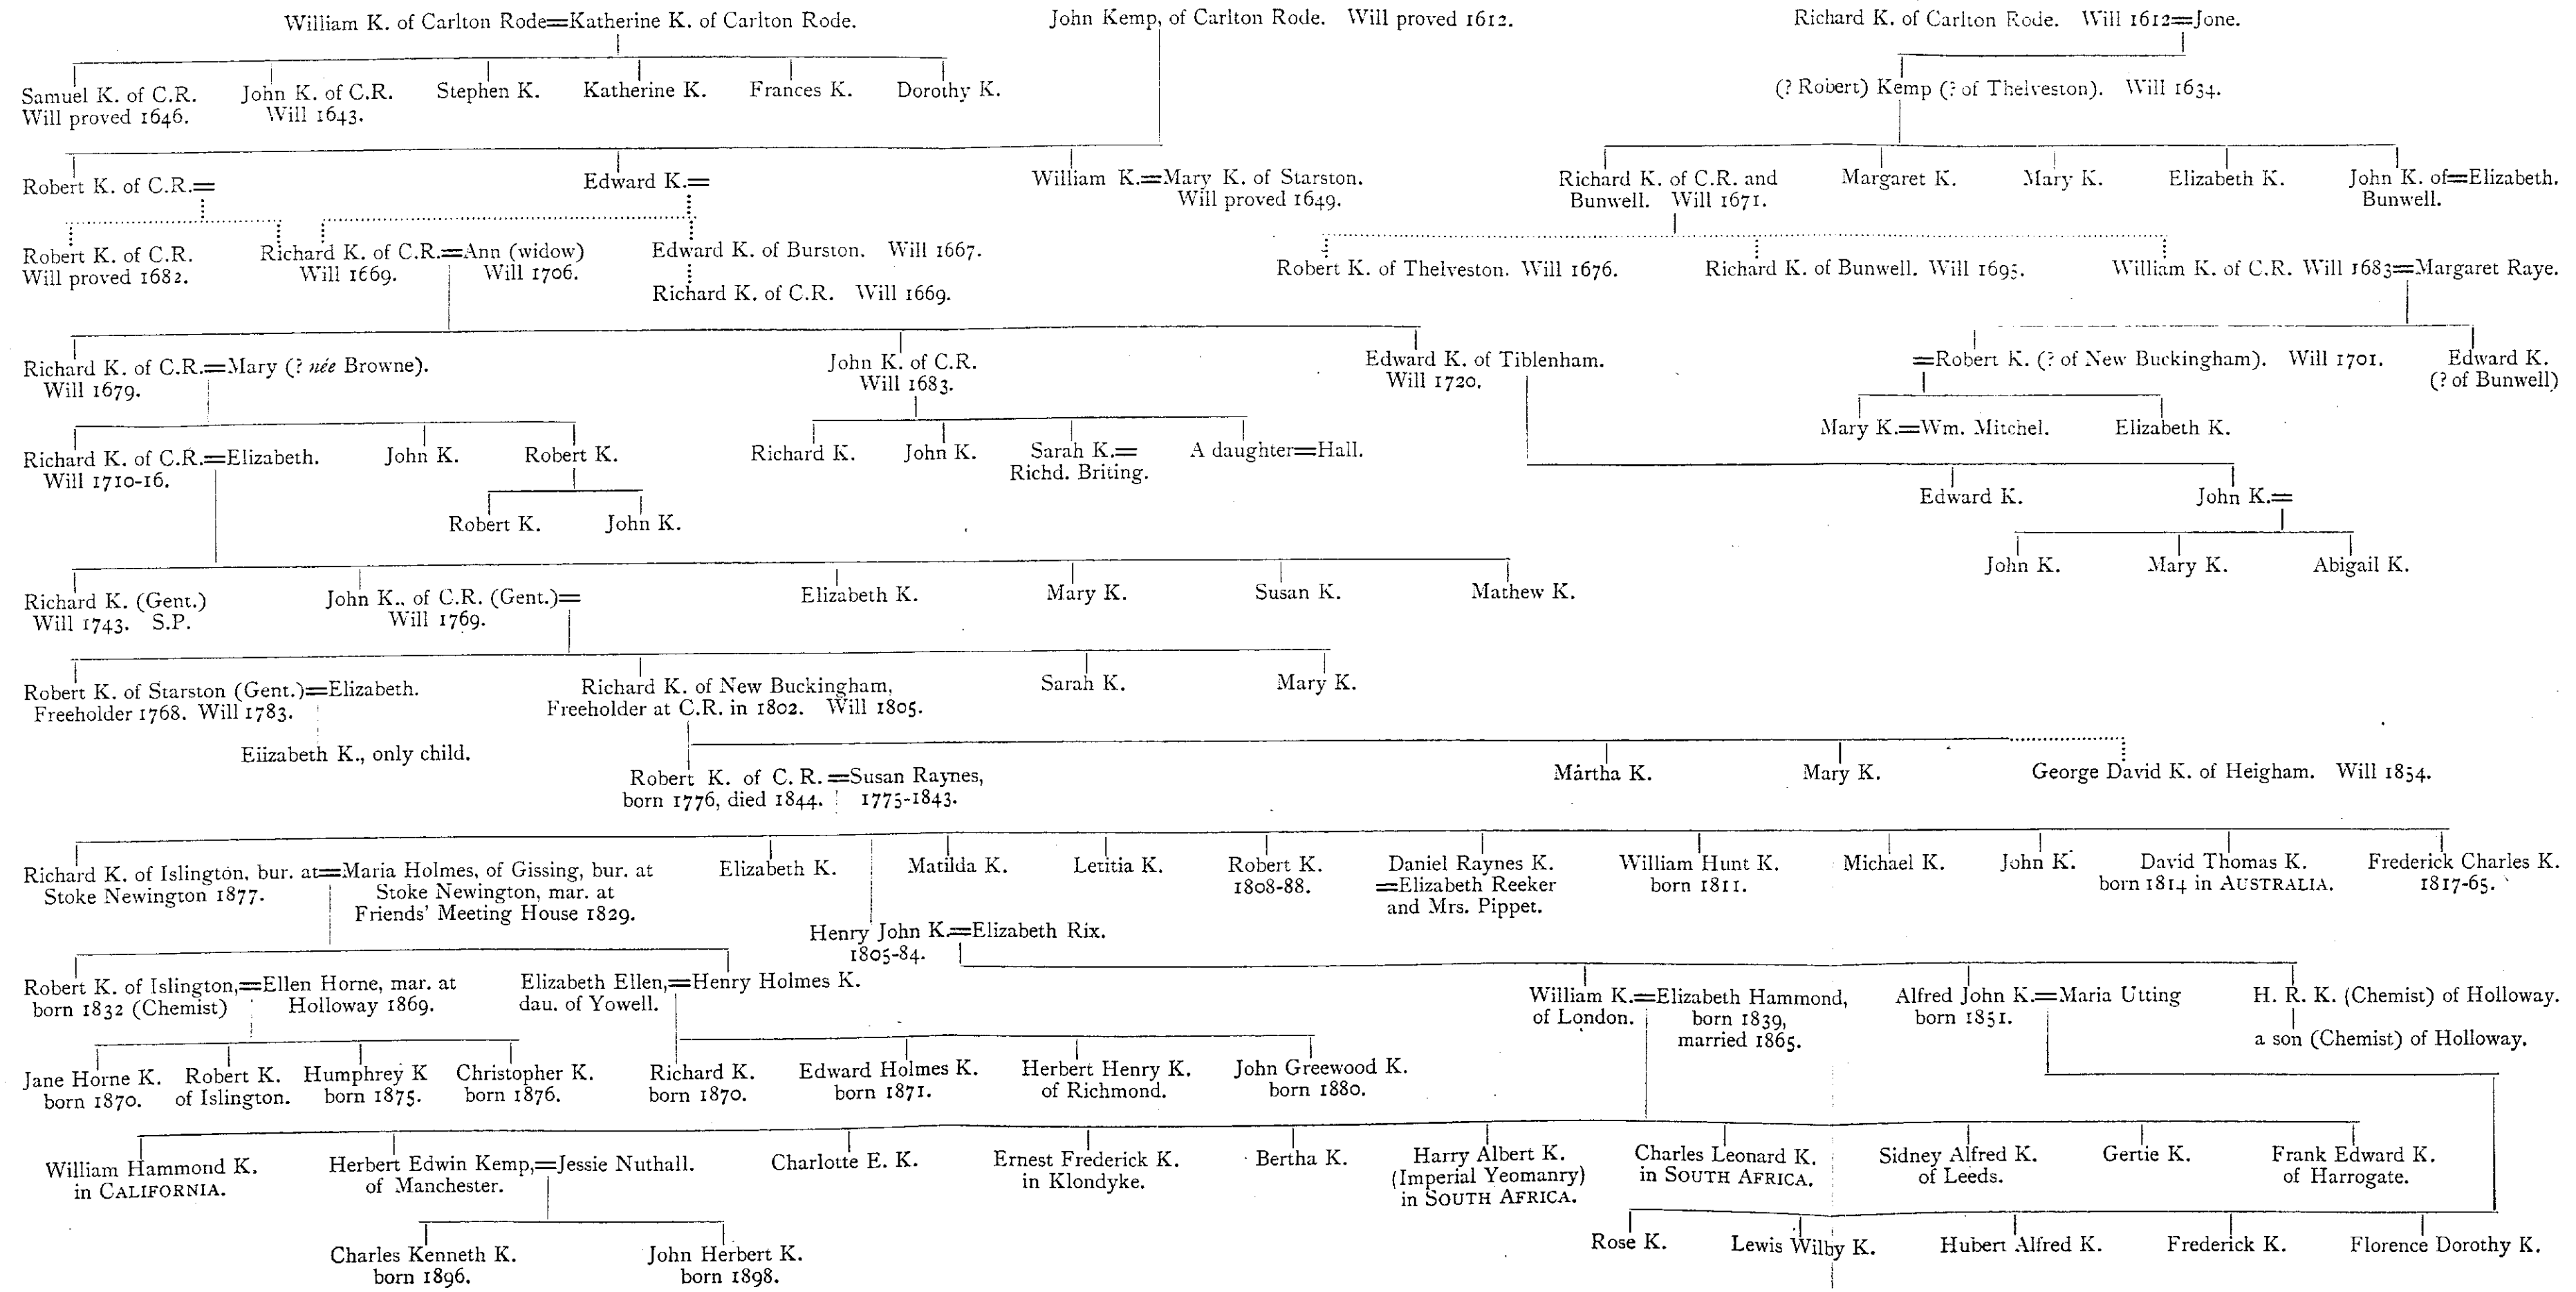 William K. of Carlton Rode=Katherine K. of Carlton Rode.
John Kemp, of Carlton Rode. Will proved 1612.
Richard K. of Carlton Rode. Will 1612=Jone.
Samuel K. of C.R.
Will proved 1646.
John K. of C.R.
Will 1643.
Stephen K.
Katherine K.
Frances K.
Dorothy K.
(? Robert) Kemp (? of Thelveston). Will 1634.
Robert K. of C.R.=
Edward K.=
William K.=Mary K. of Starston.
Will proved 1649.
Richard K. of C.R. and
Bunwell. Will 1671.
Margaret K.
Mary K.
Elizabeth K.
John K. of=Elizabeth.
Bunwell.
Robert K. of C.R.
Will proved 1682.
Richard K. of C.R.=Ann (widow)
Will 1669. Will 1706.
Edward K. of Burston. Will 1667.
Richard K. of C.R. Will 1669.
Robert K. of Thelveston. Will 1676.
Richard K. of Bunwell. Will 1695.
William K. of C.R. Will 1683=Margaret Raye.
Richard K. of C.R.=Mary (? née Browne).
Will 1679.
John K. of C.R.
Will 1683.
Edward K. of Tiblenham.
Will 1720.
=Robert K. (? of New Buckingham). Will 1701.
Edward K.
(? of Bunwell)
Mary K.=Wm. Mitchel.
Elizabeth K.
Richard K. of C.R.=Elizabeth.
Will 1710-16.
John K.
Robert K.
Richard K.
John K.
Sarah K.=
Richd. Briting.
A daughter=Hall.
Edward K.
John K.=
Robert K.
John K.
John K.
Mary K.
Abigail K.
Richard K. (Gent.)
Will 1743. S.P.
John K., of C.R. (Gent.)=
Will 1769.
Elizabeth K.
Mary K.
Susan K.
Mathew K.
Robert K. of Starston (Gent.)=Elizabeth.
Freeholder 1768. Will 1783.
Richard K. of New Buckingham,
Freeholder at C.R. in 1802. Will 1805.
Sarah K.
Mary K.
Elizabeth K., only child.
Robert K. of C. R.=Susan Raynes,
born 1776, died 1844. 1775-1843.
Martha K.
Mary K.
George David K. of Heigham. Will 1854.
Richard K. of Islington, bur. at=Maria Holmes, of Gissing, bur. at
Stoke Newington 1877. Stoke Newington, mar. at
Friends' Meeting House 1829.
Elizabeth K.
Matilda K.
Letitia K.
Robert K.
1808-88.
Daniel Raynes K.
=Elizabeth Reeker
and Mrs. Pippet.
William Hunt K.
born 1811.
Michael K.
John K.
David Thomas K.
born 1814 in AUSTRALIA.
Frederick Charles K.
1817-65.
Henry John K.=Elizabeth Rix.
1805-84.
Robert K. of Islington,=Ellen Horne, mar. at
born 1832 (Chemist) Holloway 1869.
Elizabeth Ellen,=Henry Holmes K.
dau. of Yowell.
William K.=Elizabeth Hammond,
of London. born 1839,
married 1865.
Alfred John K.=Maria Utting
born 1851.
H. R. K. (Chemist) of Holloway.
a son (Chemist) of Holloway.
Jane Horne K.
born 1870.
Robert K.
of Islington.
Humphrey K
born 1875.
Christopher K.
born 1876.
Richard K.
born 1870.
Edward Holmes K.
born 1871.
Herbert Henry K.
of Richmond.
John Greewood K.
born 1880.
William Hammond K.
in CALIFORNIA.
Herbert Edwin Kemp,=Jessie Nuthall.
of Manchester.
Charlotte E. K.
Ernest Frederick K.
in Klondyke.
Bertha K.
Harry Albert K.
(Imperial Yeomanry)
in SOUTH AFRICA.
Charles Leonard K.
in SOUTH AFRICA.
Sidney Alfred K.
of Leeds.
Gertie K.
Frank Edward K.
of Harrogate.
Charles Kenneth K.
born 1896.
John Herbert K.
born 1898.
Rose K.
Lewis Wilby K.
Hubert Alfred K.
Frederick K.
Florence Dorothy K.